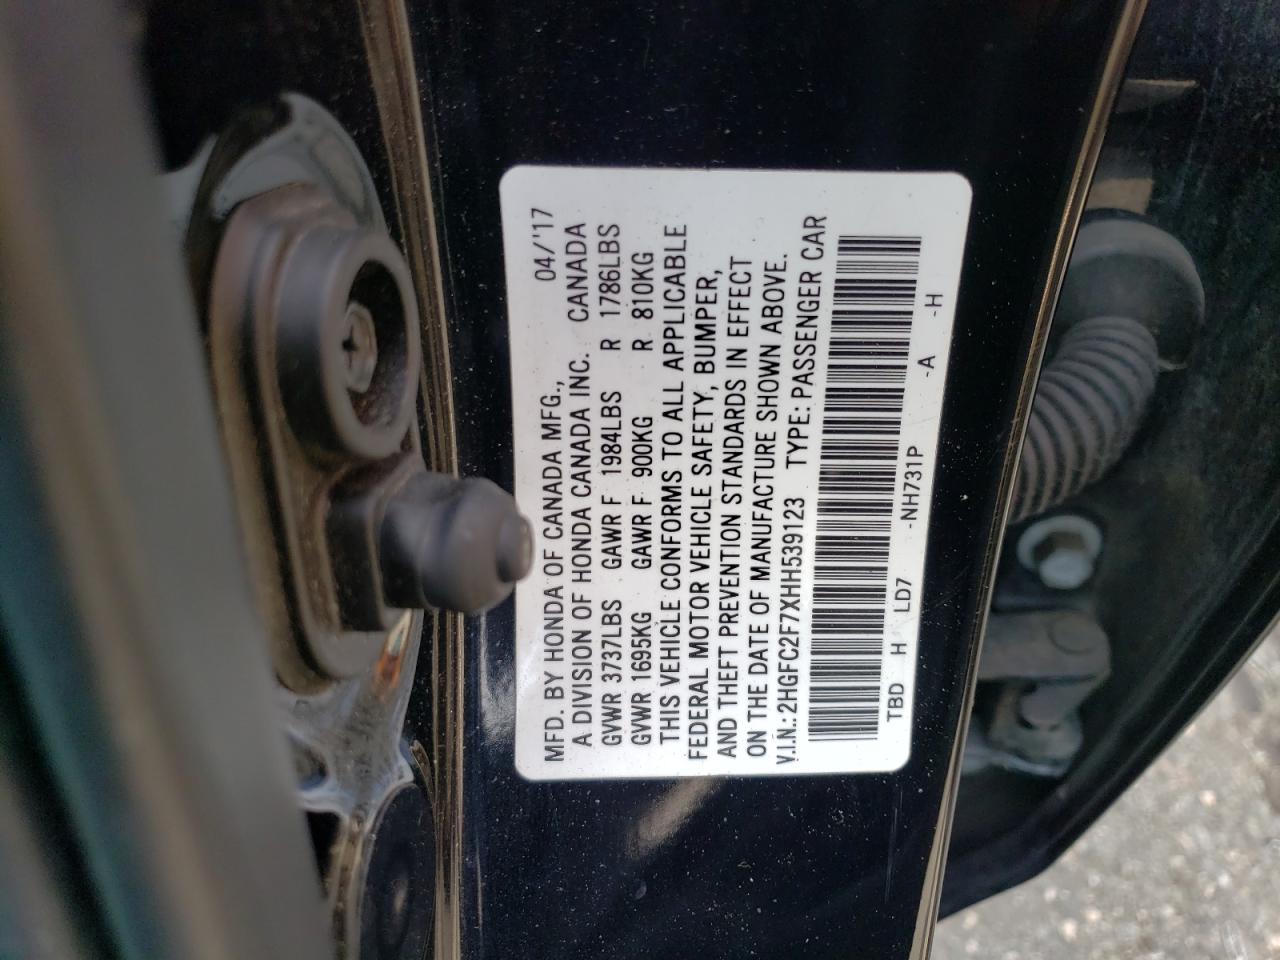 MFD. BY HONDA OF CANADA MFG., 04/'17
A DIVISION OF HONDA CANADA INC. CANADA
GVWR 3737LBS GAWR F 1984LBS R 1786LBS
GVWR 1695KG GAWR F 900KG R 810KG
THIS VEHICLE CONFORMS TO ALL APPLICABLE
FEDERAL MOTOR VEHICLE SAFETY, BUMPER,
AND THEFT PREVENTION STANDARDS IN EFFECT
ON THE DATE OF MANUFACTURE SHOWN ABOVE.
V.I.N.: 2HGFC2F7XHH539123 TYPE: PASSENGER CAR
TBD H LD7 -NH731P -A -H